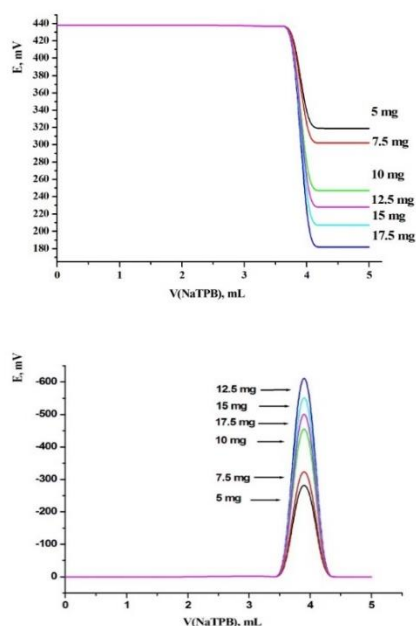 E, mV
440
420
400
380
360
340
320
300
280
260
240
220
200
180
5 mg
7.5 mg
10 mg
12.5 mg
15 mg
17.5 mg
0 1 2 3 4 5
V(NaTPB), mL
E, mV
-600
-500
-400
-300
-200
-100
0
12.5 mg
15 mg
17.5 mg
10 mg
7.5 mg
5 mg
0 1 2 3 4 5
V(NaTPB), mL